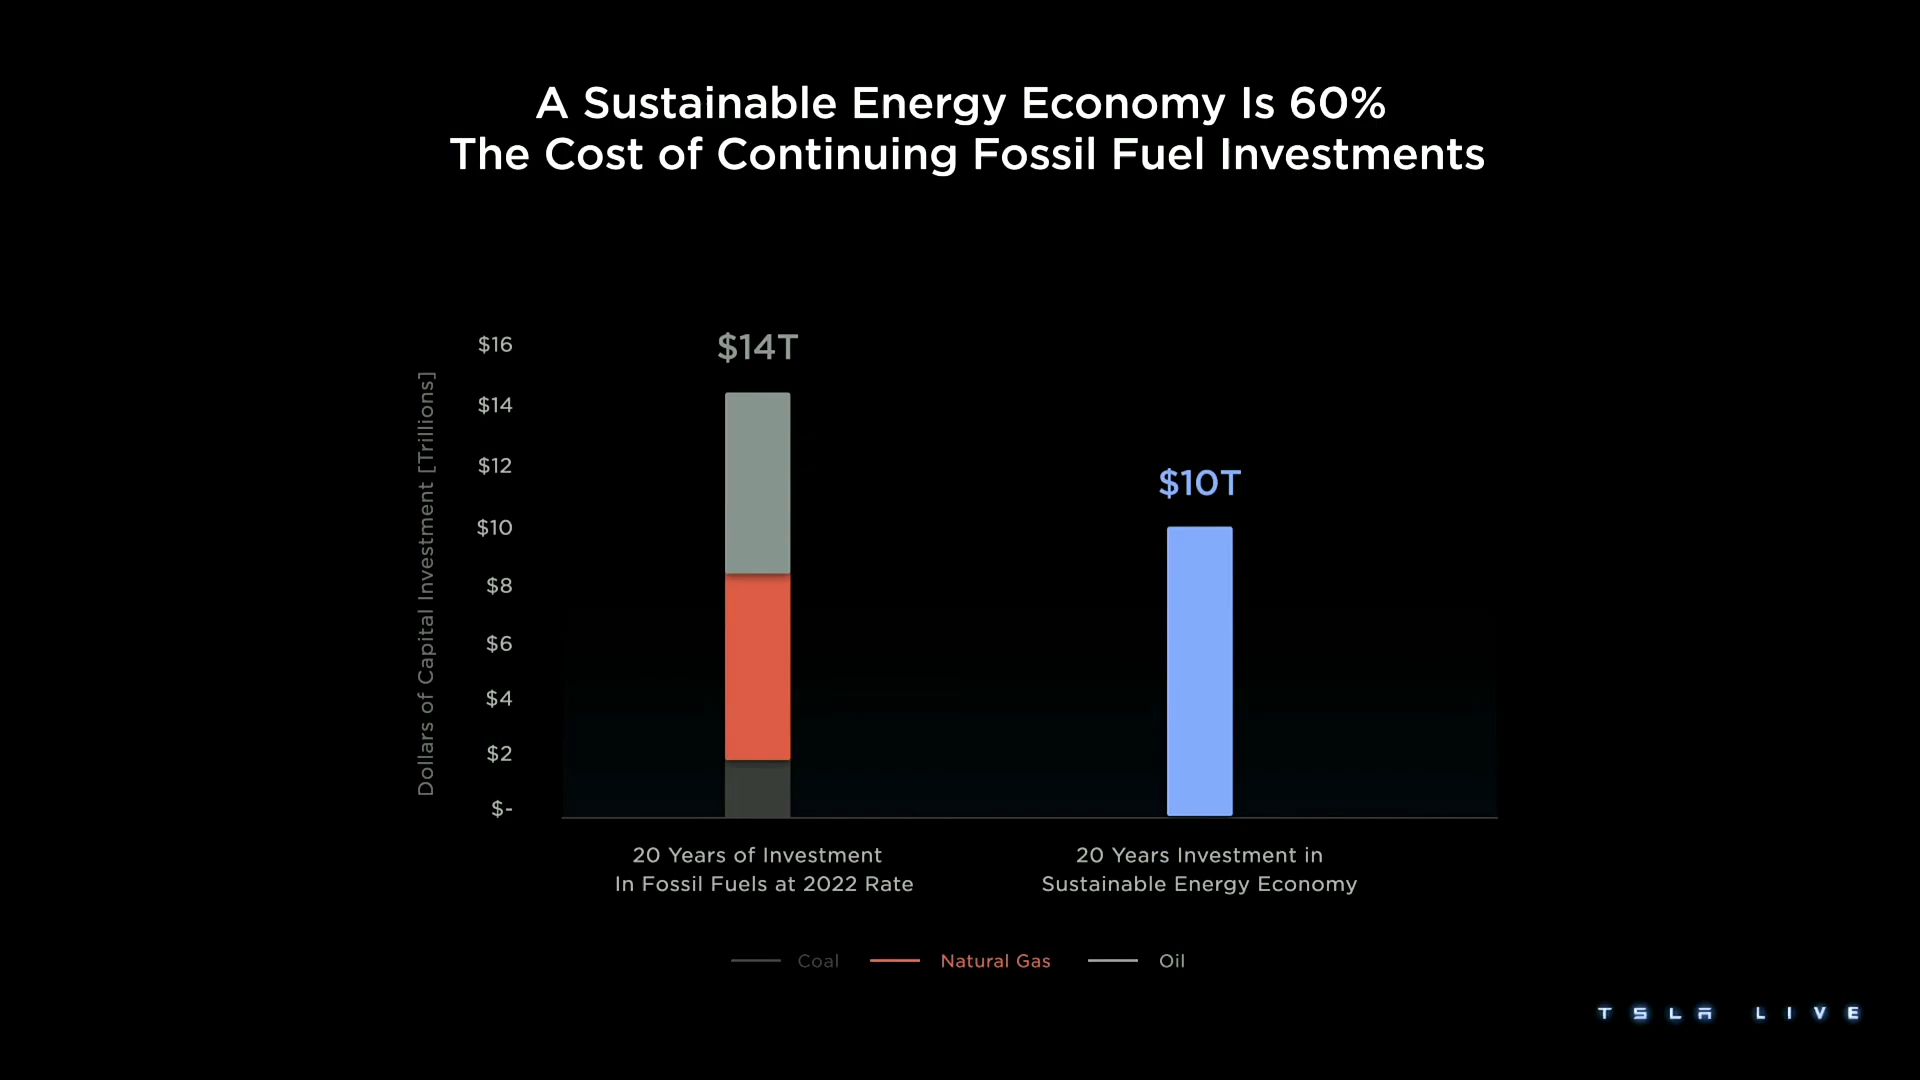 A Sustainable Energy Economy Is 60%
The Cost of Continuing Fossil Fuel Investments
Dollars of Capital Investment [Trillions]
$16
$14
$12
$10
$8
$6
$4
$2
$-
$14T
$10T
20 Years of Investment
In Fossil Fuels at 2022 Rate
20 Years Investment in
Sustainable Energy Economy
Coal
Natural Gas
Oil
TSLA LIVE